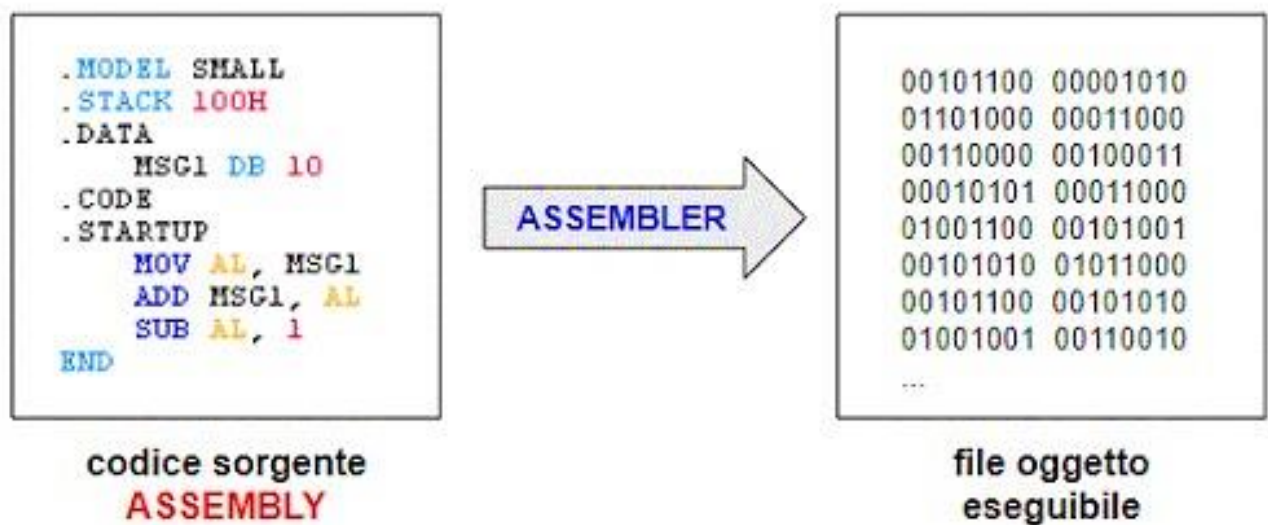 .MODEL SMALL
.STACK 100H
.DATA
MSG1 DB 10
.CODE
.STARTUP
MOV AL, MSG1
ADD MSG1, AL
SUB AL, 1
END
codice sorgente
ASSEMBLY
ASSEMBLER
00101100 00001010
01101000 00011000
00110000 00100011
00010101 00011000
01001100 00101001
00101010 01011000
00101100 00101010
01001001 00110010
...
file oggetto
eseguibile